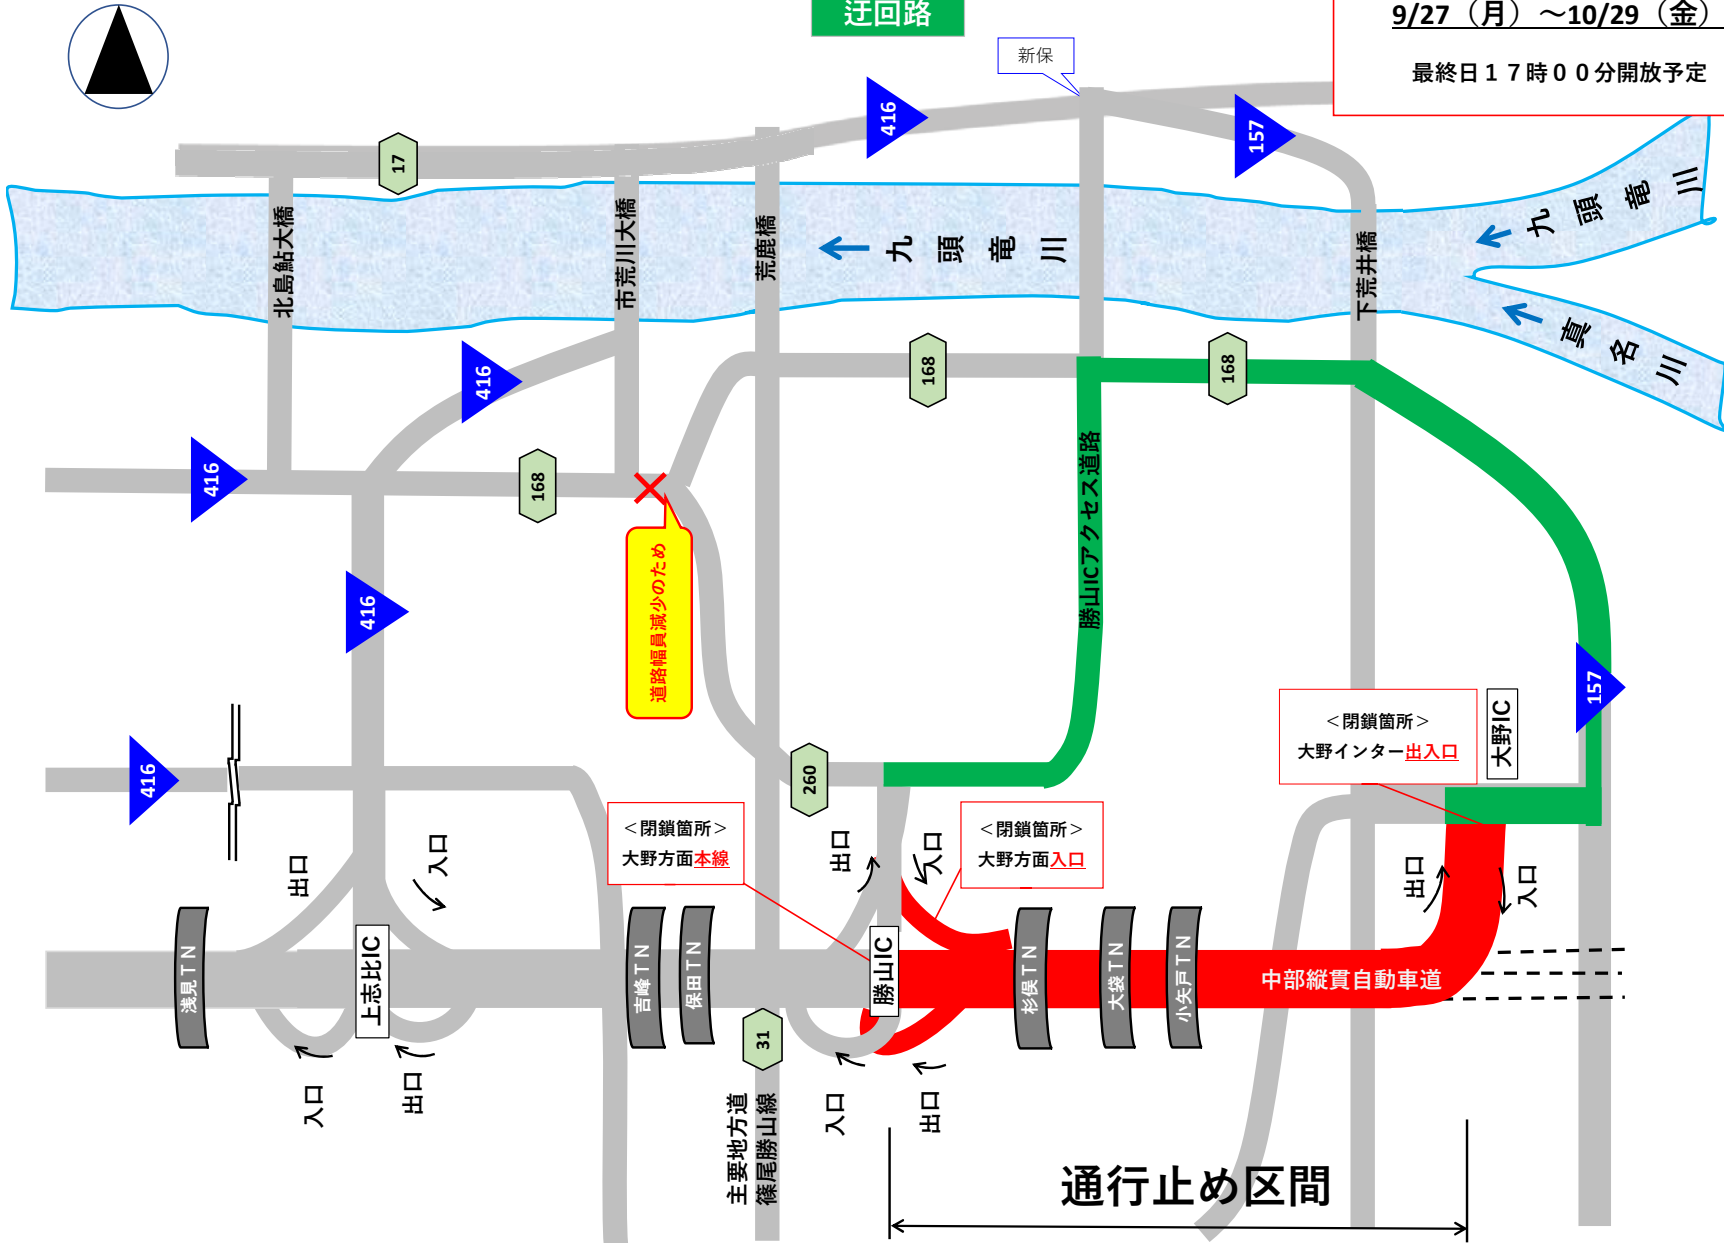 迂回路
9/27（月）～10/29（金）
最終日１７時００分開放予定
新保
416
157
17
北島鮎大橋
市荒川大橋
荒鹿橋
九頭竜川
下荒井橋
九頭竜川
真名川
416
168
168
416
168
勝山ICアクセス道路
道路幅員減少のため
416
157
＜閉鎖箇所＞
大野インター出入口
大野IC
416
260
＜閉鎖箇所＞
大野方面本線
＜閉鎖箇所＞
大野方面入口
出口
入口
出口
入口
出口
入口
浅見ＴＮ
上志比IC
吉峰ＴＮ
保田ＴＮ
勝山IC
杉俣ＴＮ
大袋ＴＮ
小矢戸ＴＮ
中部縦貫自動車道
31
入口
出口
主要地方道
篠尾勝山線
入口
出口
通行止め区間